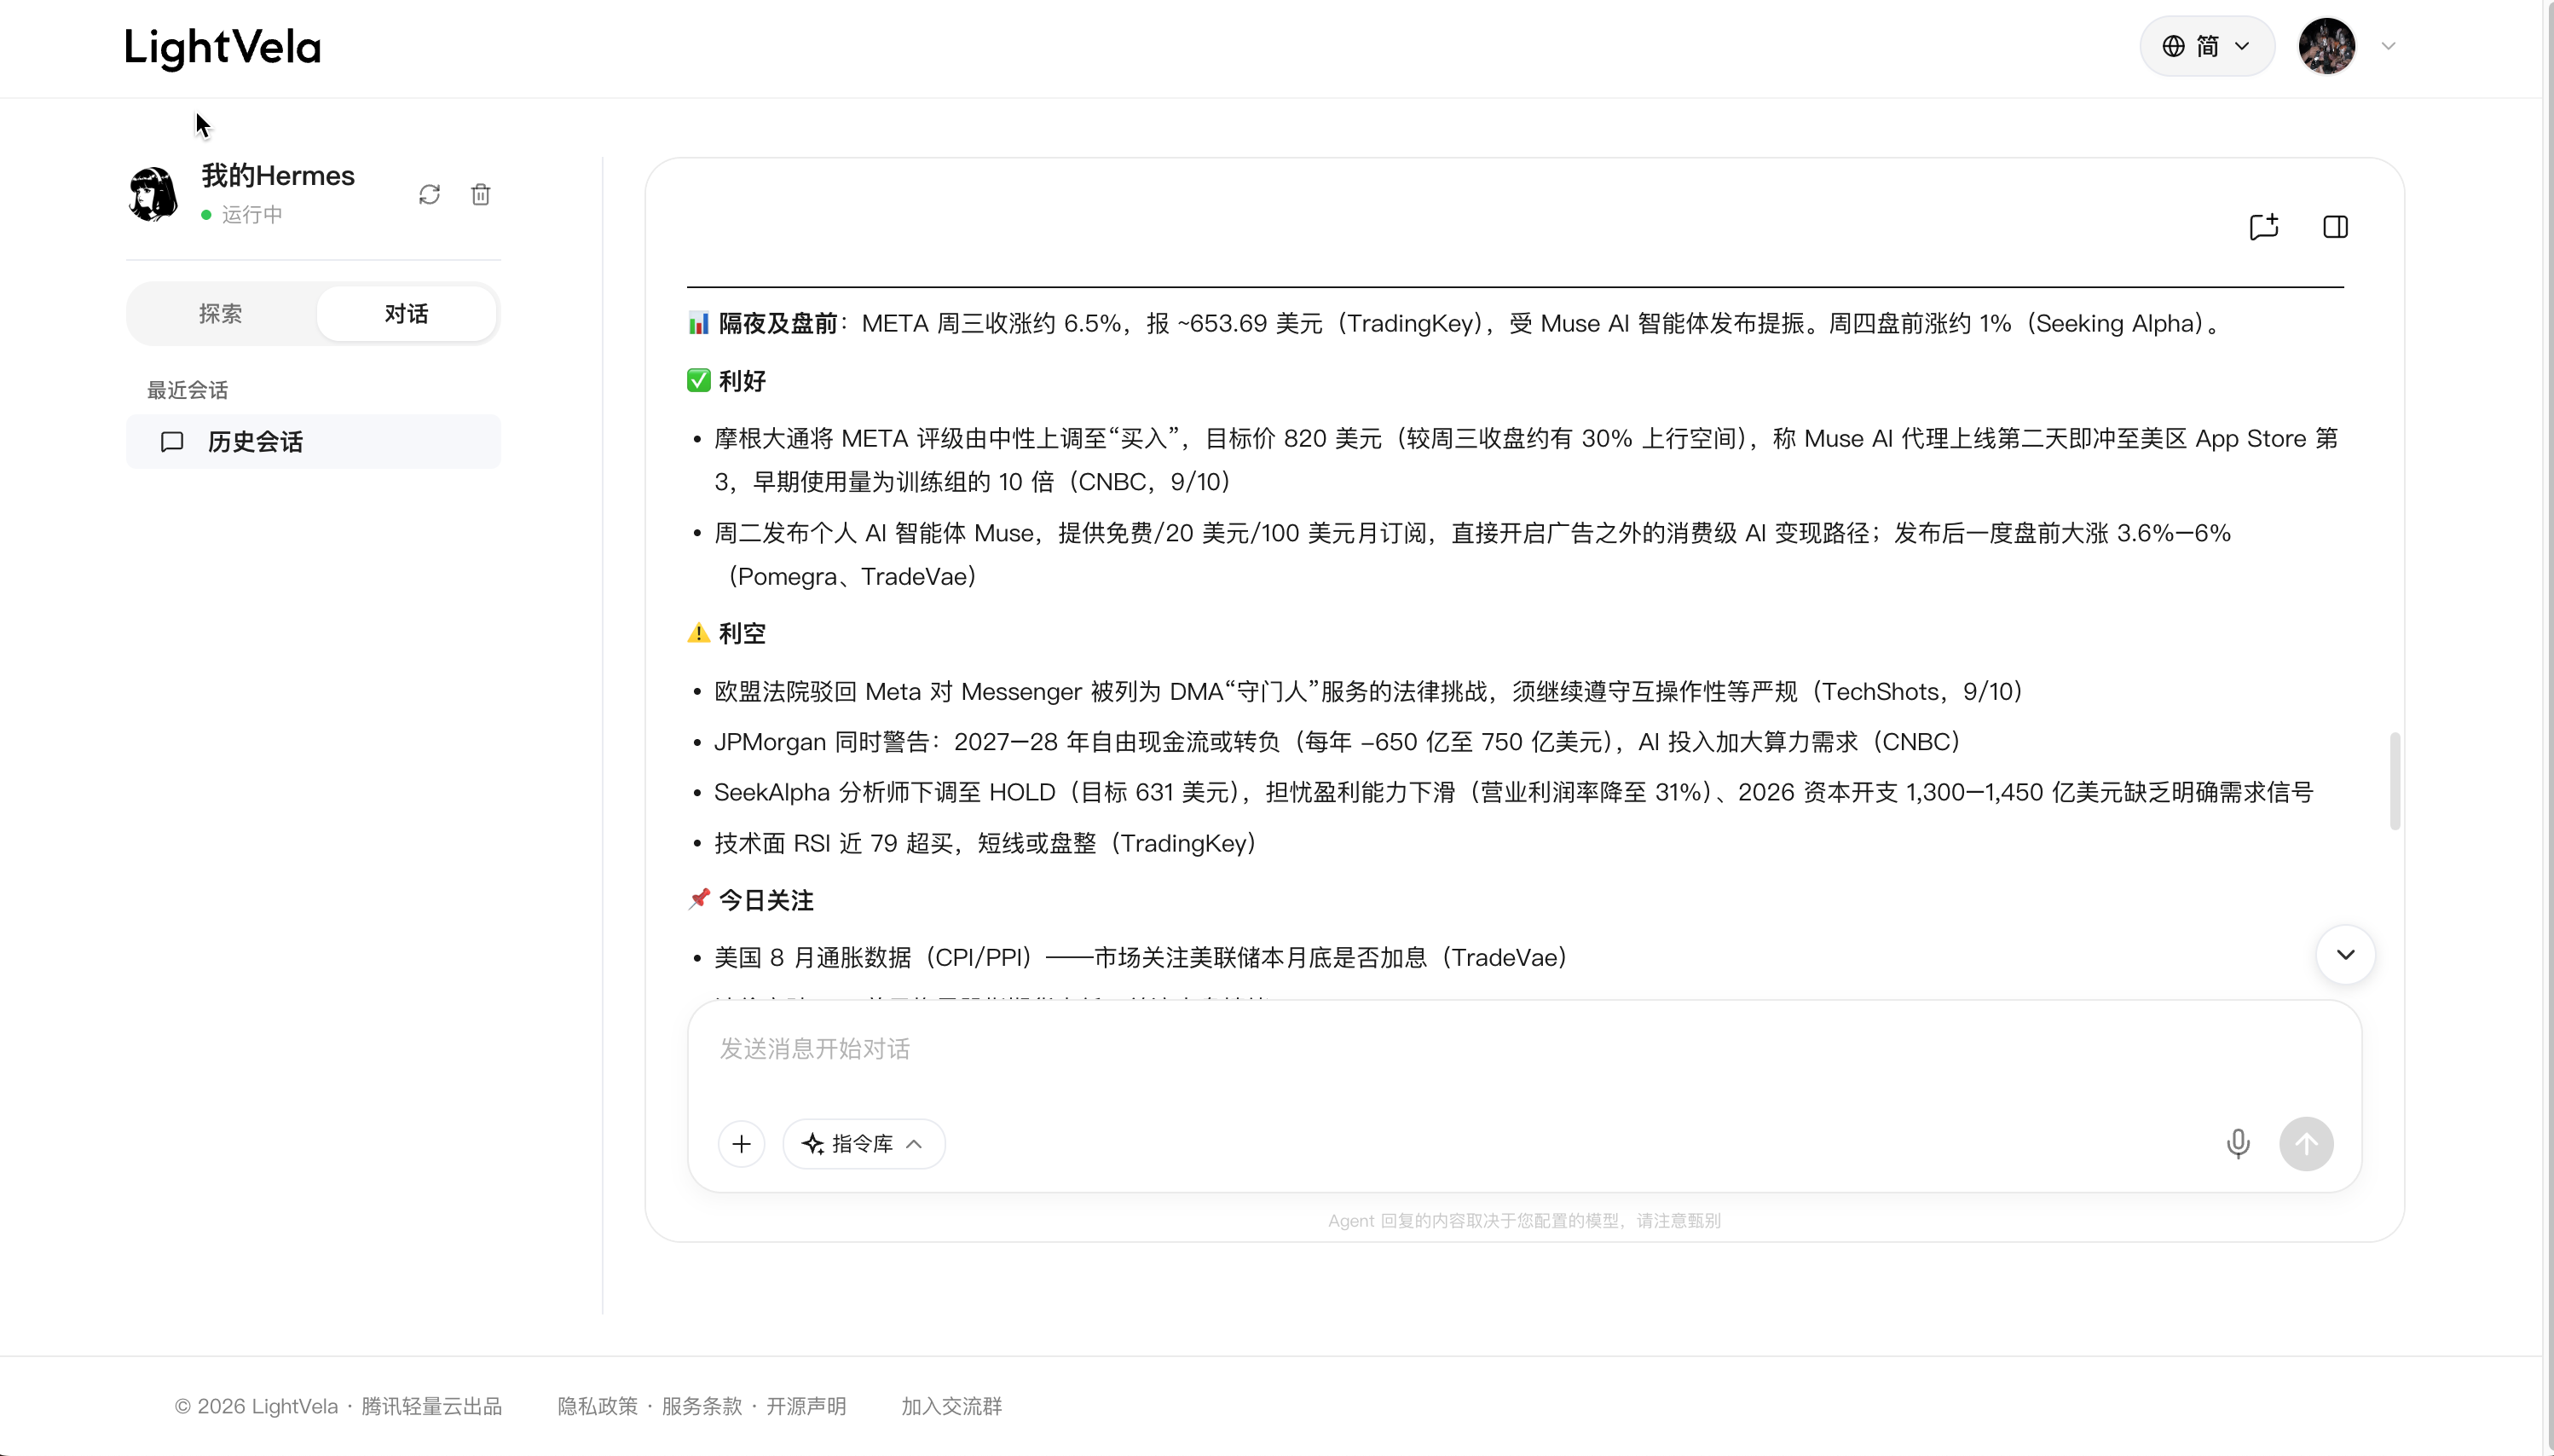 LightVela
简
我的Hermes
运行中
探索
对话
最近会话
历史会话
隔夜及盘前：META 周三收涨约 6.5%，报 ~653.69 美元（TradingKey），受 Muse AI 智能体发布提振。周四盘前涨约 1%（Seeking Alpha）。
利好
• 摩根大通将 META 评级由中性上调至“买入”，目标价 820 美元（较周三收盘约有 30% 上行空间），称 Muse AI 代理上线第二天即冲至美区 App Store 第
3，早期使用量为训练组的 10 倍（CNBC，9/10）
• 周二发布个人 AI 智能体 Muse，提供免费/20 美元/100 美元月订阅，直接开启广告之外的消费级 AI 变现路径；发布后一度盘前大涨 3.6%–6%
（Pomegra、TradeVae）
利空
• 欧盟法院驳回 Meta 对 Messenger 被列为 DMA“守门人”服务的法律挑战，须继续遵守互操作性等严规（TechShots，9/10）
• JPMorgan 同时警告：2027–28 年自由现金流或转负（每年 –650 亿至 750 亿美元），AI 投入加大算力需求（CNBC）
• SeekAlpha 分析师下调至 HOLD（目标 631 美元），担忧盈利能力下滑（营业利润率降至 31%）、2026 资本开支 1,300–1,450 亿美元缺乏明确需求信号
• 技术面 RSI 近 79 超买，短线或盘整（TradingKey）
今日关注
• 美国 8 月通胀数据（CPI/PPI）——市场关注美联储本月底是否加息（TradeVae）
发送消息开始对话
指令库
Agent 回复的内容取决于您配置的模型，请注意甄别
© 2026 LightVela · 腾讯轻量云出品
隐私政策 · 服务条款 · 开源声明
加入交流群